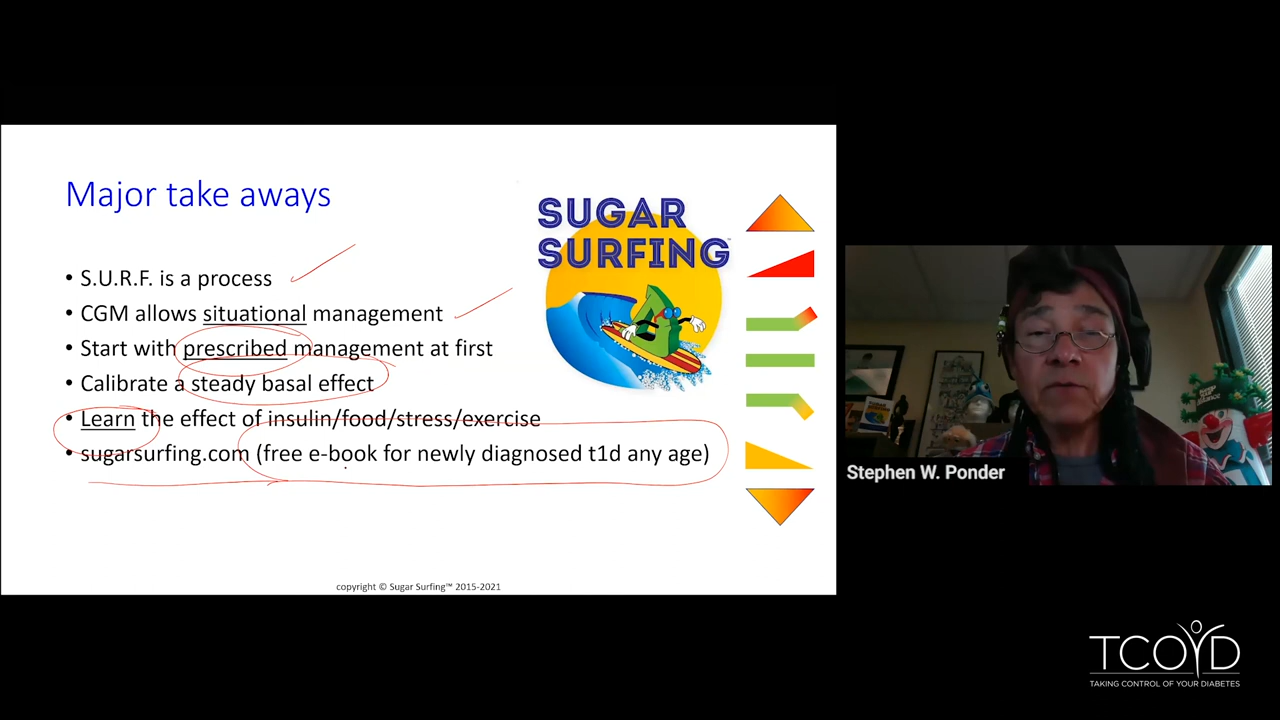 Major take aways
• S.U.R.F. is a process
• CGM allows situational management
• Start with prescribed management at first
• Calibrate a steady basal effect
• Learn the effect of insulin/food/stress/exercise
• sugarsurfing.com (free e-book for newly diagnosed t1d any age)
SUGAR
SURFING™
copyright © Sugar Surfing™ 2015-2021
Stephen W. Ponder
TCOYD
TAKING CONTROL OF YOUR DIABETES